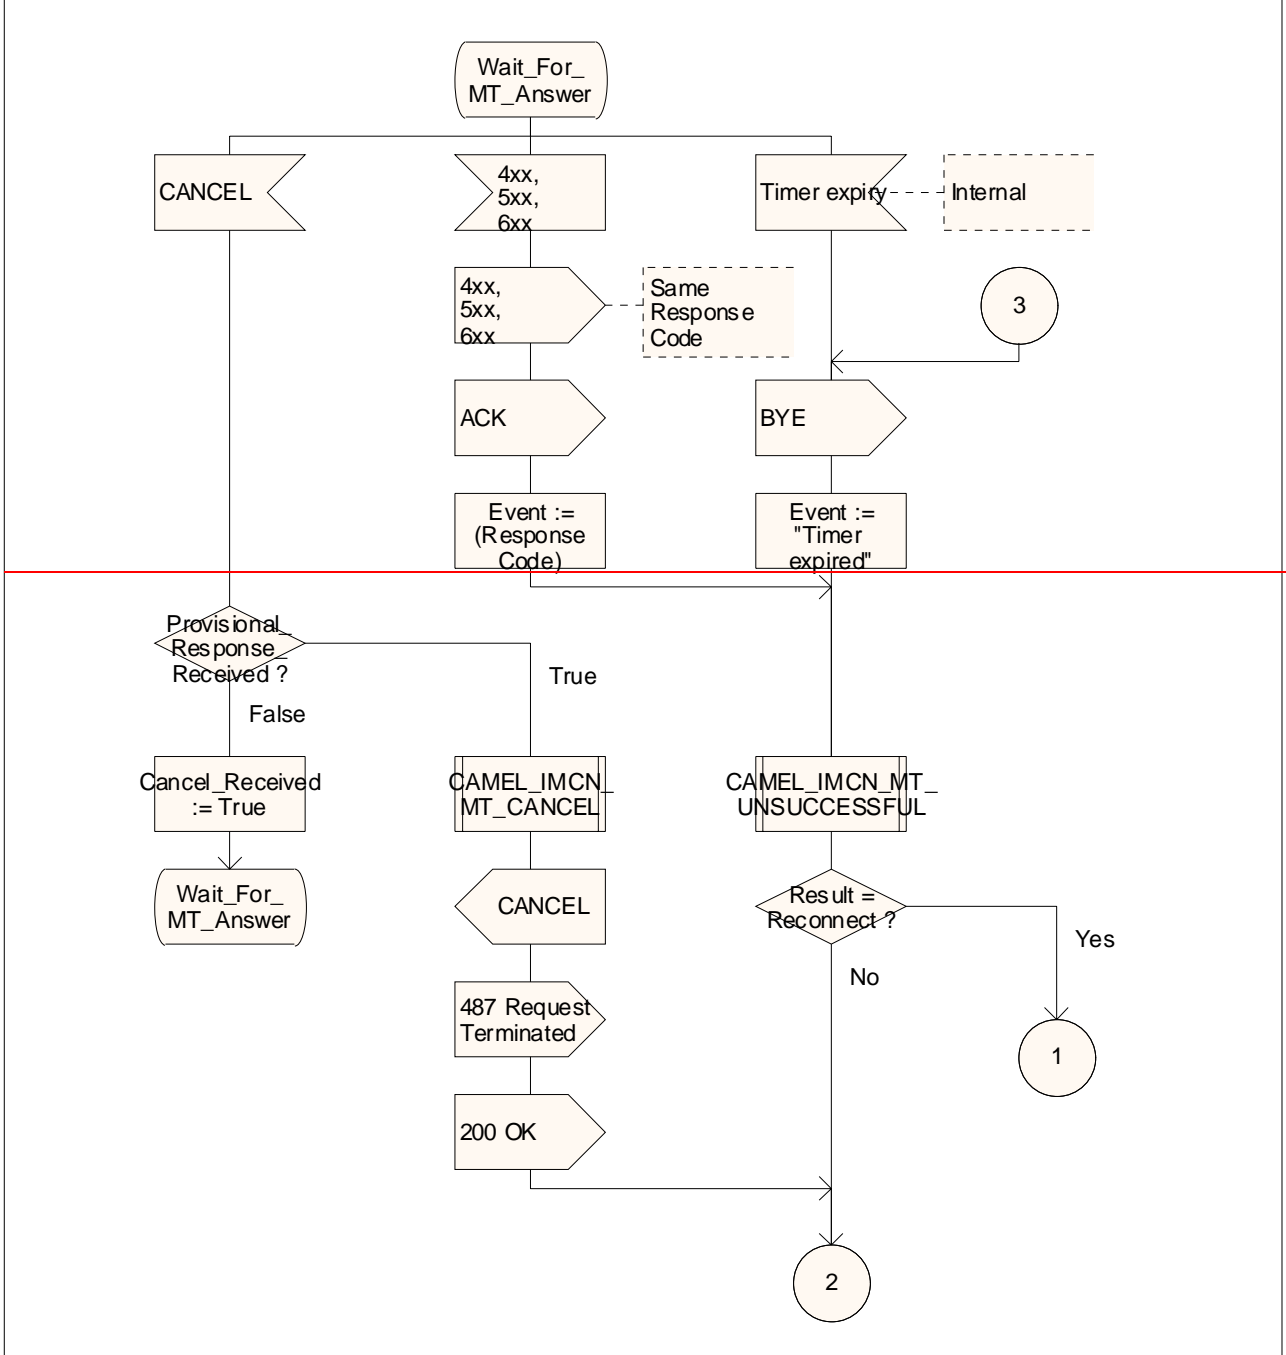 Wait_For_
MT_Answer
CANCEL
4xx,
5xx,
6xx
Timer expiry
Internal
4xx,
5xx,
6xx
Same
Response
Code
3
ACK
BYE
Event :=
(Response
Code)
Event :=
"Timer
expired"
Provisional_
Response_
Received ?
True
False
Cancel_Received
:= True
CAMEL_IMCN_
MT_CANCEL
CAMEL_IMCN_MT_
UNSUCCESSFUL
Wait_For_
MT_Answer
CANCEL
Result =
Reconnect ?
Yes
No
487 Request
Terminated
1
200 OK
2